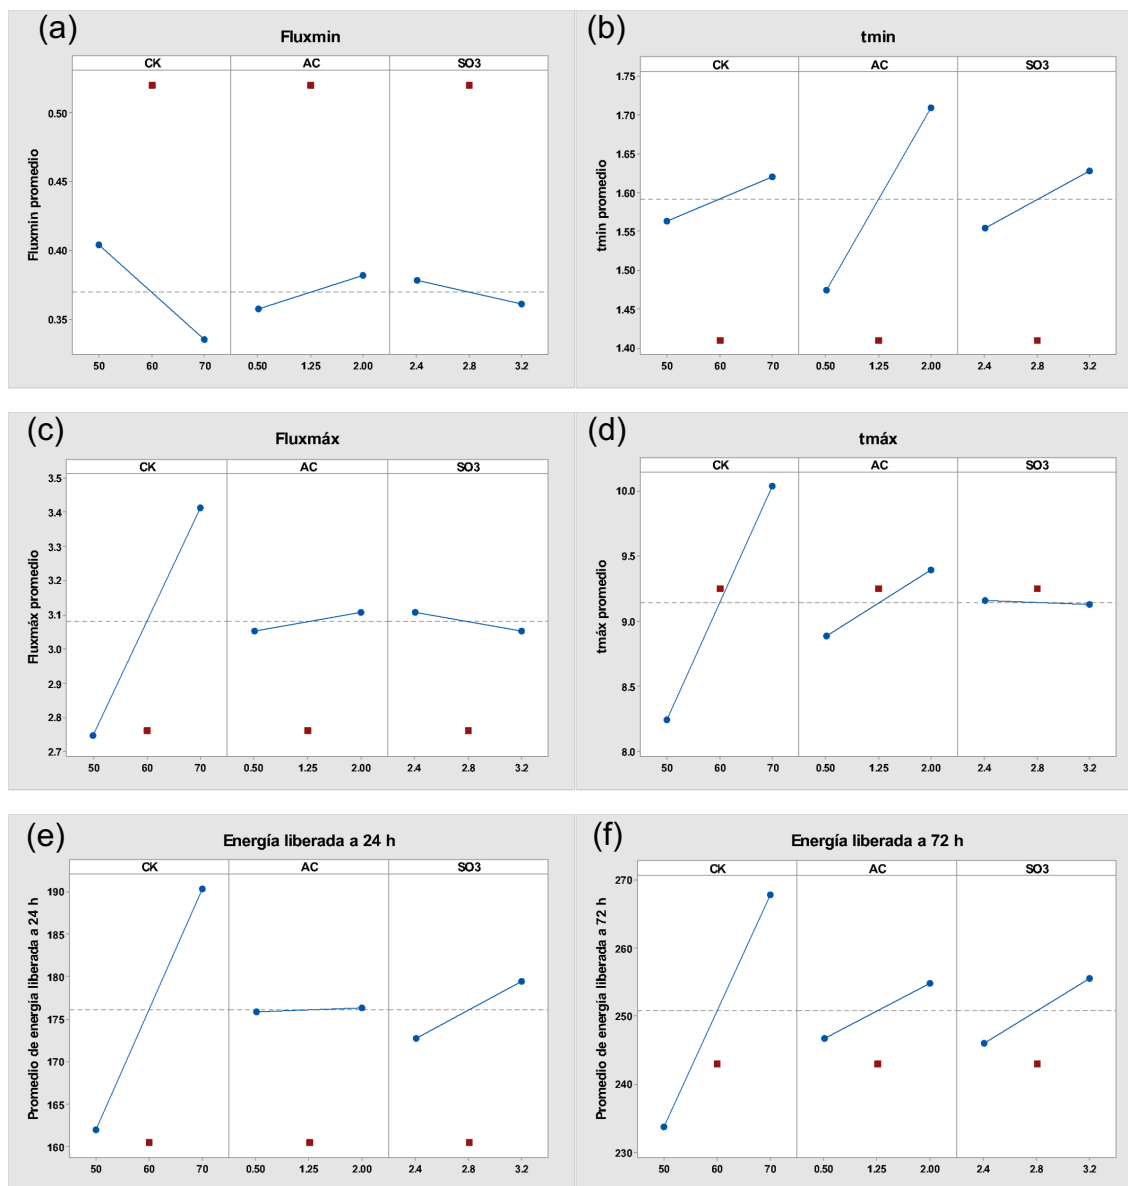 (a)
Fluxmin
CK AC SO3
Fluxmin promedio
0.50
0.45
0.40
0.35
50 60 70 0.50 1.25 2.00 2.4 2.8 3.2
(b)
tmin
CK AC SO3
tmin promedio
1.75
1.70
1.65
1.60
1.55
1.50
1.45
1.40
50 60 70 0.50 1.25 2.00 2.4 2.8 3.2
(c)
Fluxmáx
CK AC SO3
Fluxmáx promedio
3.5
3.4
3.3
3.2
3.1
3.0
2.9
2.8
2.7
50 60 70 0.50 1.25 2.00 2.4 2.8 3.2
(d)
tmáx
CK AC SO3
tmáx promedio
10.0
9.5
9.0
8.5
8.0
50 60 70 0.50 1.25 2.00 2.4 2.8 3.2
(e)
Energía liberada a 24 h
CK AC SO3
Promedio de energía liberada a 24 h
190
185
180
175
170
165
160
50 60 70 0.50 1.25 2.00 2.4 2.8 3.2
(f)
Energía liberada a 72 h
CK AC SO3
Promedio de energía liberada a 72 h
270
260
250
240
230
50 60 70 0.50 1.25 2.00 2.4 2.8 3.2